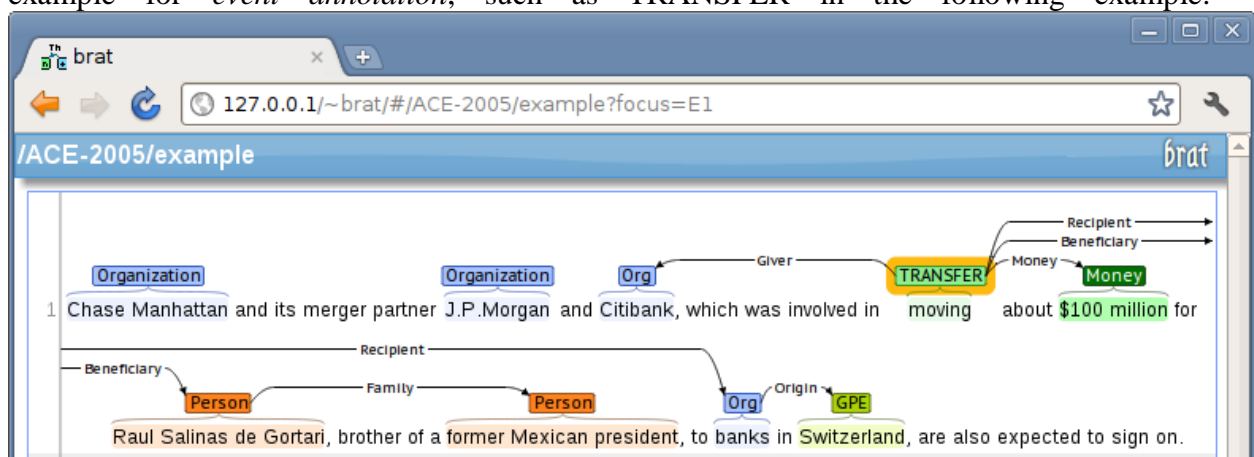 example for event annotation, such as TRANSFER in the following example:
brat
127.0.0.1/~brat/#/ACE-2005/example?focus=E1
/ACE-2005/example
brat
Recipient
Beneficiary
Organization Organization Org Giver TRANSFER Money Money
1 Chase Manhattan and its merger partner J.P.Morgan and Citibank, which was involved in moving about $100 million for
Recipient
Beneficiary Family Origin
Person Person Org GPE
Raul Salinas de Gortari, brother of a former Mexican president, to banks in Switzerland, are also expected to sign on.